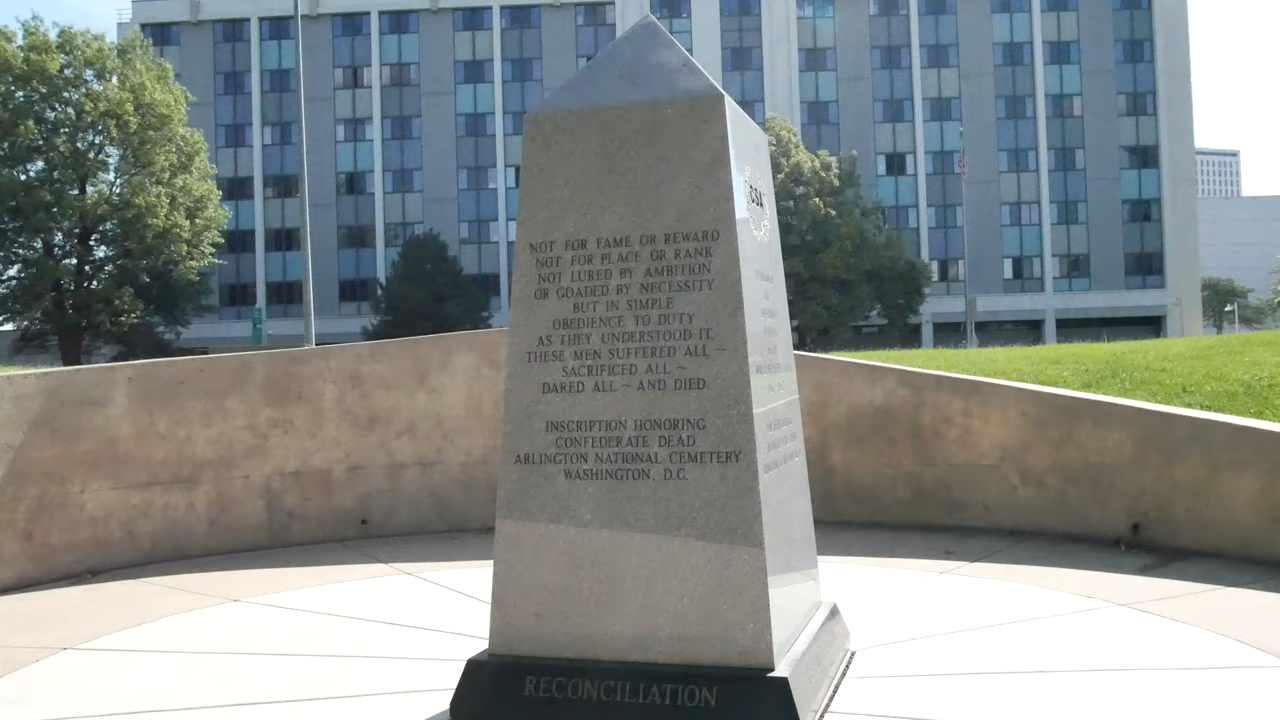 NOT FOR FAME OR REWARD
NOT FOR PLACE OR RANK
NOT LURED BY AMBITION
OR GOADED BY NECESSITY
BUT IN SIMPLE
OBEDIENCE TO DUTY
AS THEY UNDERSTOOD IT,
THESE MEN SUFFERED ALL ~
SACRIFICED ALL ~
DARED ALL ~ AND DIED.
INSCRIPTION HONORING
CONFEDERATE DEAD
ARLINGTON NATIONAL CEMETERY
WASHINGTON, D.C.
RECONCILIATION
CSA